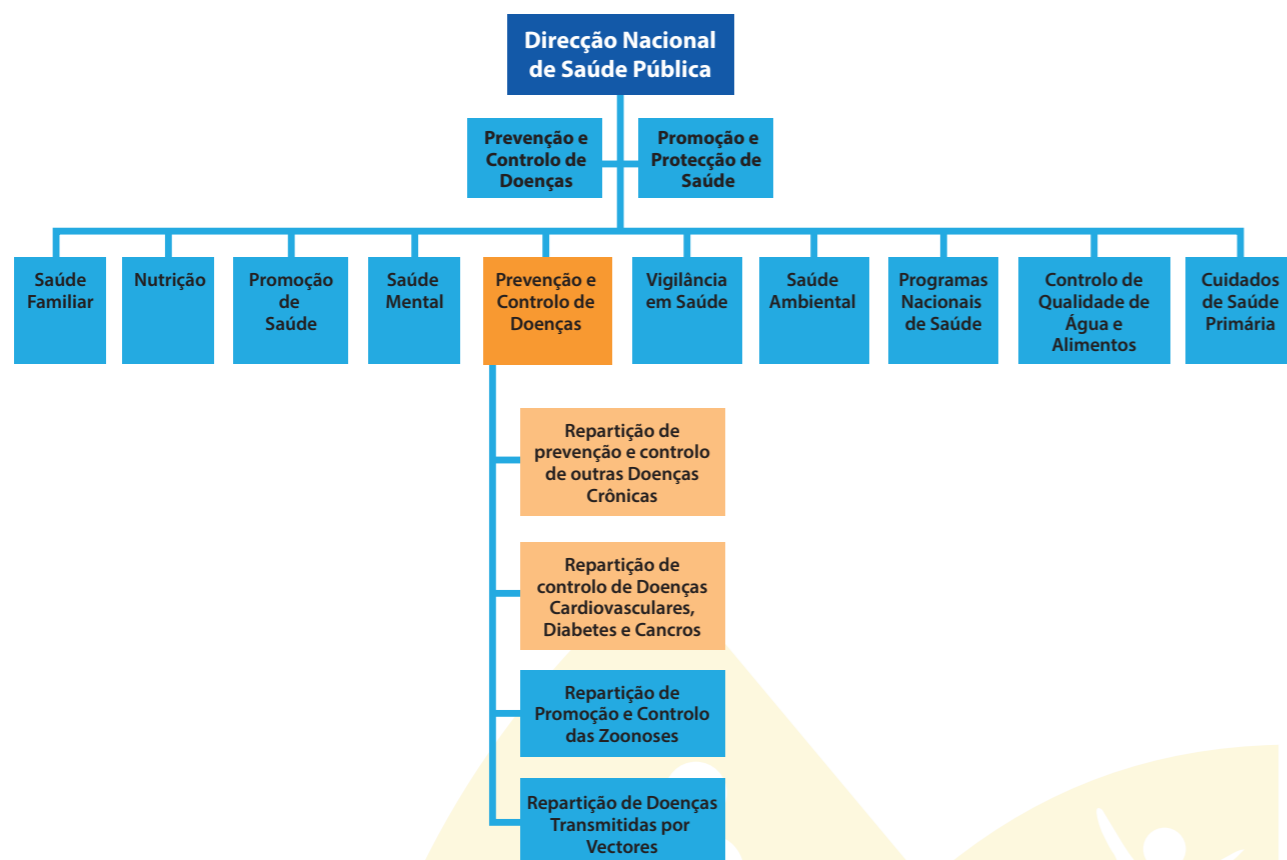 Direcção Nacional
de Saúde Pública
Prevenção e
Controlo de
Doenças
Promoção e
Protecção de
Saúde
Saúde
Familiar
Nutrição
Promoção
de
Saúde
Saúde
Mental
Prevenção e
Controlo de
Doenças
Vigilância
em Saúde
Saúde
Ambiental
Programas
Nacionais
de Saúde
Controlo de
Qualidade de
Água e
Alimentos
Cuidados
de Saúde
Primária
Repartição de
prevenção e controlo
de outras Doenças
Crônicas
Repartição de
controlo de Doenças
Cardiovasculares,
Diabetes e Cancros
Repartição de
Promoção e Controlo
das Zoonoses
Repartição de Doenças
Transmitidas por
Vectores